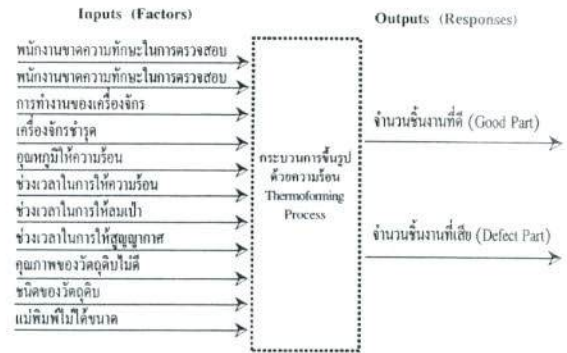 Inputs (Factors)
Outputs (Responses)
พนักงานขาดความทักษะในการตรวจสอบ
พนักงานขาดความทักษะในการตรวจสอบ
การทำงานของเครื่องจักร
เครื่องจักรชำรุด
อุณหภูมิให้ความร้อน
ช่วงเวลาในการให้ความร้อน
ช่วงเวลาในการให้ลมเป่า
ช่วงเวลาในการให้สูญญากาศ
คุณภาพของวัตถุดิบไม่ดี
ชนิดของวัตถุดิบ
แม่พิมพ์ไม่ได้ขนาด
กระบวนการขึ้นรูป
ด้วยความร้อน
Thermoforming
Process
จำนวนชิ้นงานที่ดี (Good Part)
จำนวนชิ้นงานที่เสีย (Defect Part)